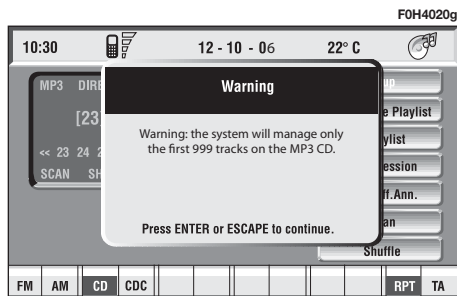 F0H4020g
10:30 12 - 10 - 06 22° C
MP3 DIRE
Warning
up
[23
e Playlist
Warning: the system will manage only
the first 999 tracks on the MP3 CD.
ylist
<< 23 24 2
ession
SCAN SH
ff.Ann.
Press ENTER or ESCAPE to continue.
an
Shuffle
FM AM CD CDC RPT TA